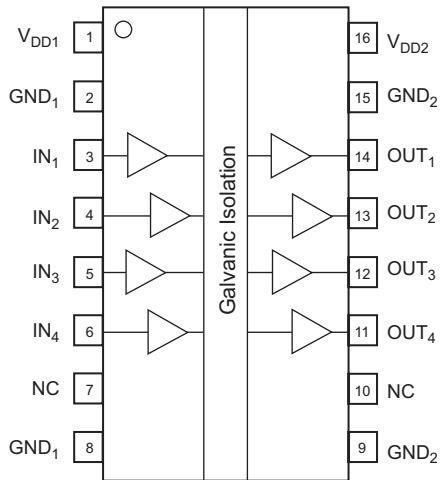 V_DD1 1 16 V_DD2
GND_1 2 15 GND_2
IN_1 3 14 OUT_1
IN_2 4 13 OUT_2
IN_3 5 12 OUT_3
IN_4 6 11 OUT_4
NC 7 10 NC
GND_1 8 9 GND_2
Galvanic Isolation